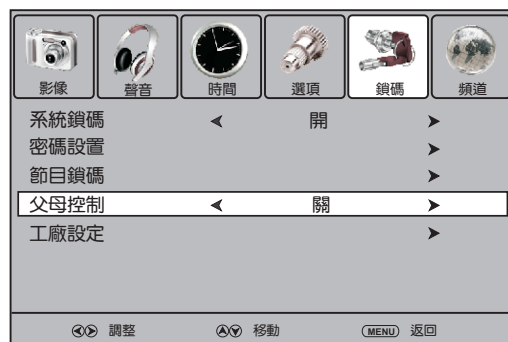 影像 聲音 時間 選項 鎖碼 頻道
系統鎖碼 開
密碼設置
節目鎖碼
父母控制 關
工廠設定
調整 移動 MENU 返回